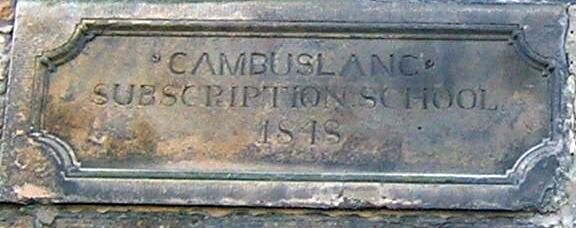 ·CAMBUSLANG·
SUBSCRIPTION SCHOOL.
1848